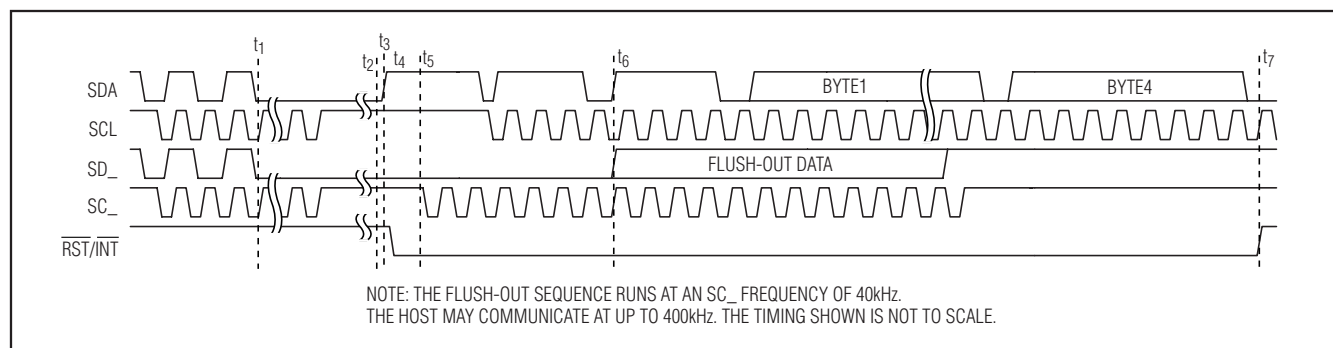 t1 t2 t3 t4 t5 t6 t7
SDA BYTE1 BYTE4
SCL
SD_ FLUSH-OUT DATA
SC_
RST/INT
NOTE: THE FLUSH-OUT SEQUENCE RUNS AT AN SC_ FREQUENCY OF 40kHz.
THE HOST MAY COMMUNICATE AT UP TO 400kHz. THE TIMING SHOWN IS NOT TO SCALE.